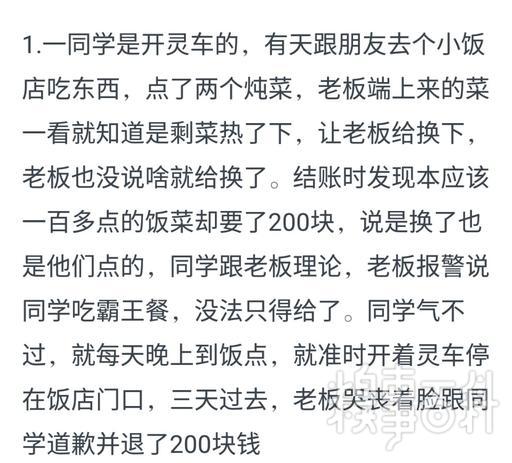 1.一同学是开灵车的，有天跟朋友去个小饭
店吃东西，点了两个炖菜，老板端上来的菜
一看就知道是剩菜热了下，让老板给换下，
老板也没说啥就给换了。结账时发现本应该
一百多点的饭菜却要了200块，说是换了也
是他们点的，同学跟老板理论，老板报警说
同学吃霸王餐，没法只得给了。同学气不
过，就每天晚上到饭点，就准时开着灵车停
在饭店门口，三天过去，老板哭丧着脸跟同
学道歉并退了200块钱
糗事百科